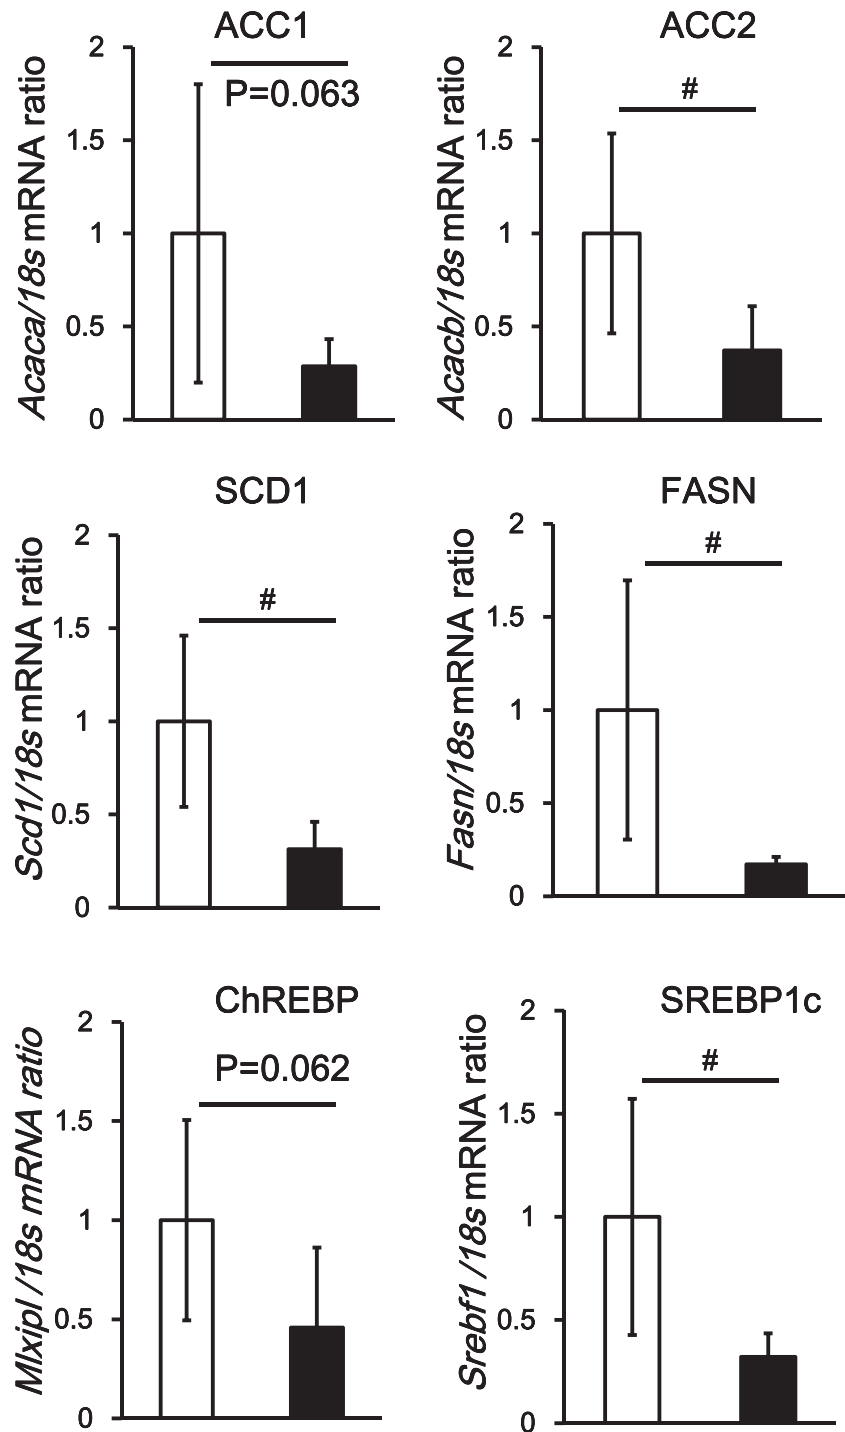 ACC1
Acaca/18s mRNA ratio
2
1.5
1
0.5
0
P=0.063
ACC2
Acacb/18s mRNA ratio
2
1.5
1
0.5
0
#
SCD1
Scd1/18s mRNA ratio
2
1.5
1
0.5
0
#
FASN
Fasn/18s mRNA ratio
2
1.5
1
0.5
0
#
ChREBP
Mlxipl /18s mRNA ratio
2
1.5
1
0.5
0
P=0.062
SREBP1c
Srebf1 /18s mRNA ratio
2
1.5
1
0.5
0
#